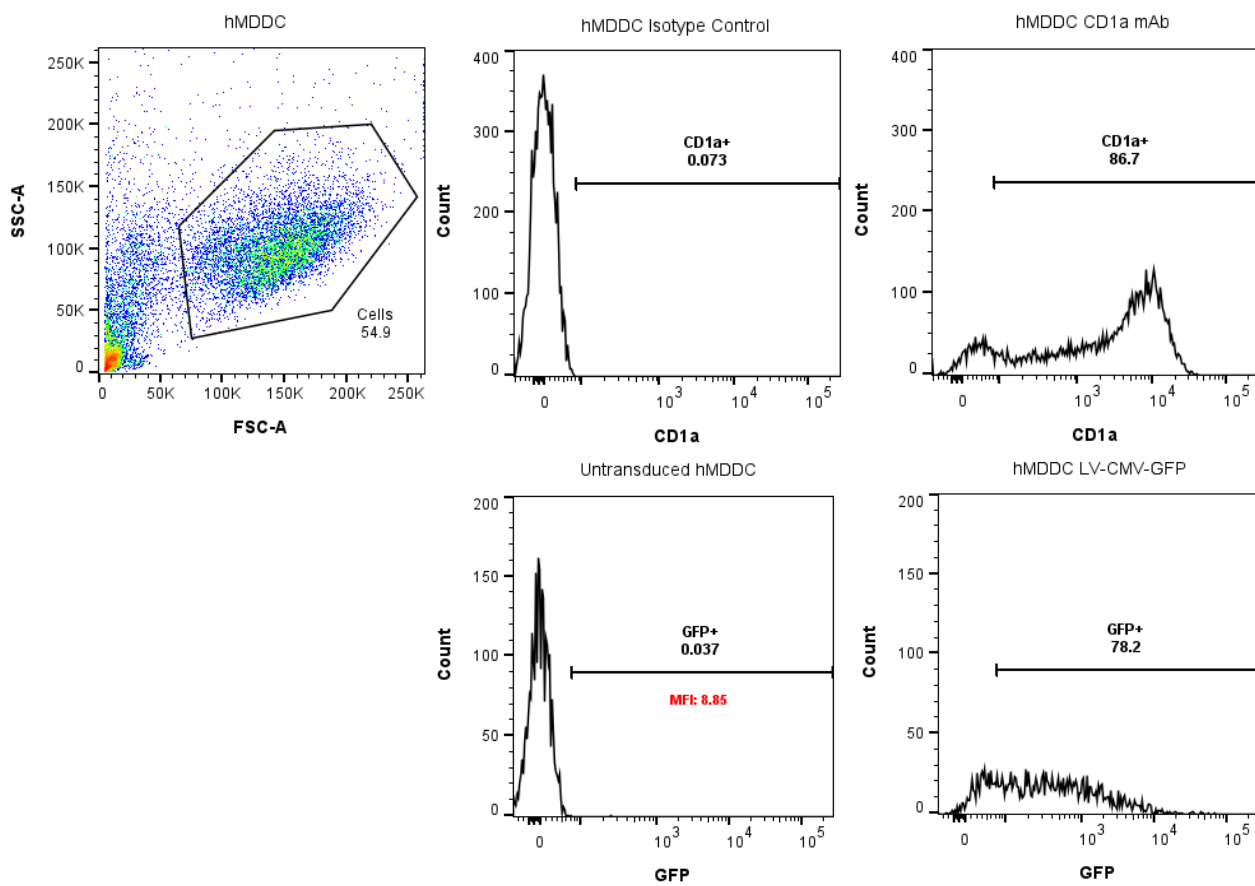 hMDDC
250K
200K
150K
100K
50K
0
SSC-A
Cells
54.9
0 50K 100K 150K 200K 250K
FSC-A
hMDDC Isotype Control
400
300
200
100
0
Count
CD1a+
0.073
0 10^3 10^4 10^5
CD1a
hMDDC CD1a mAb
400
300
200
100
0
Count
CD1a+
86.7
0 10^3 10^4 10^5
CD1a
Untransduced hMDDC
200
150
100
50
0
Count
GFP+
0.037
MFI: 8.85
0 10^3 10^4 10^5
GFP
hMDDC LV-CMV-GFP
200
150
100
50
0
Count
GFP+
78.2
0 10^3 10^4 10^5
GFP